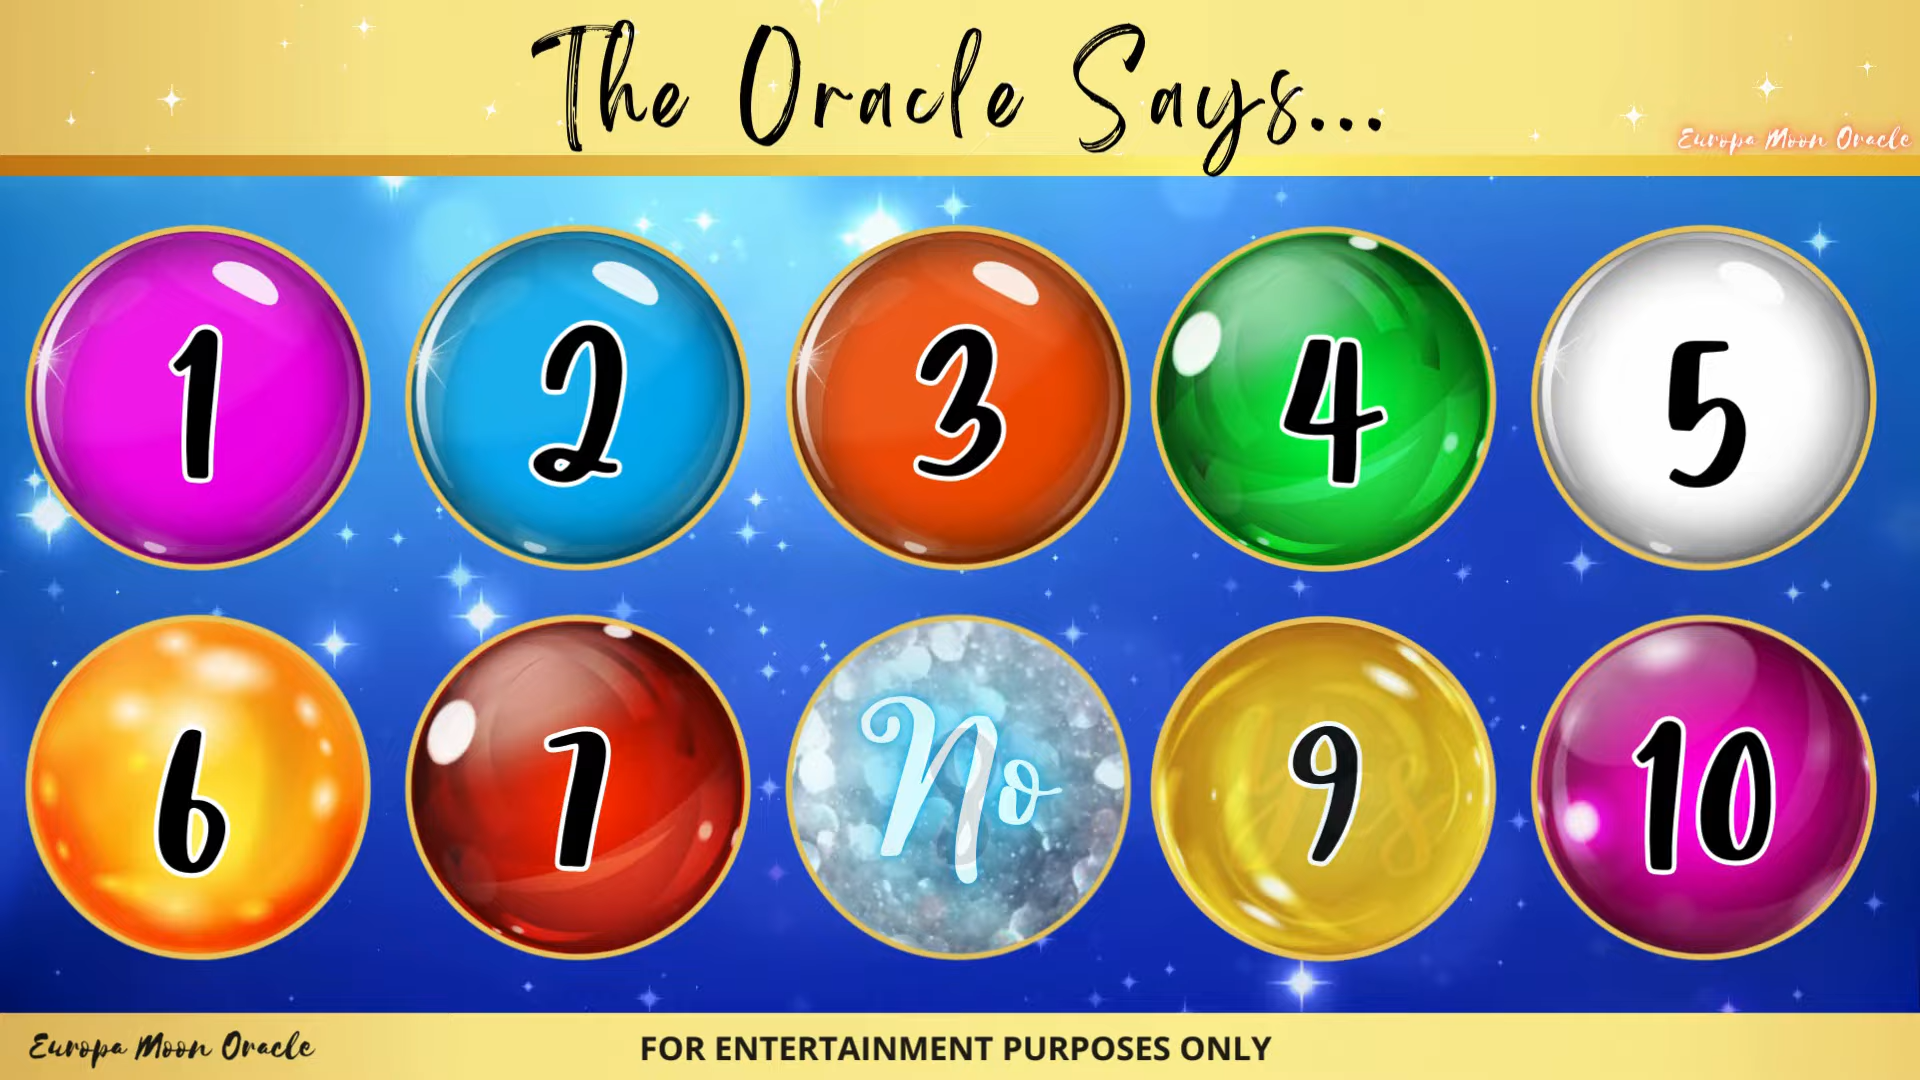 The Oracle Says...
Europa Moon Oracle
1 2 3 4 5
6 7 No 9 10
Yes
Europa Moon Oracle
FOR ENTERTAINMENT PURPOSES ONLY